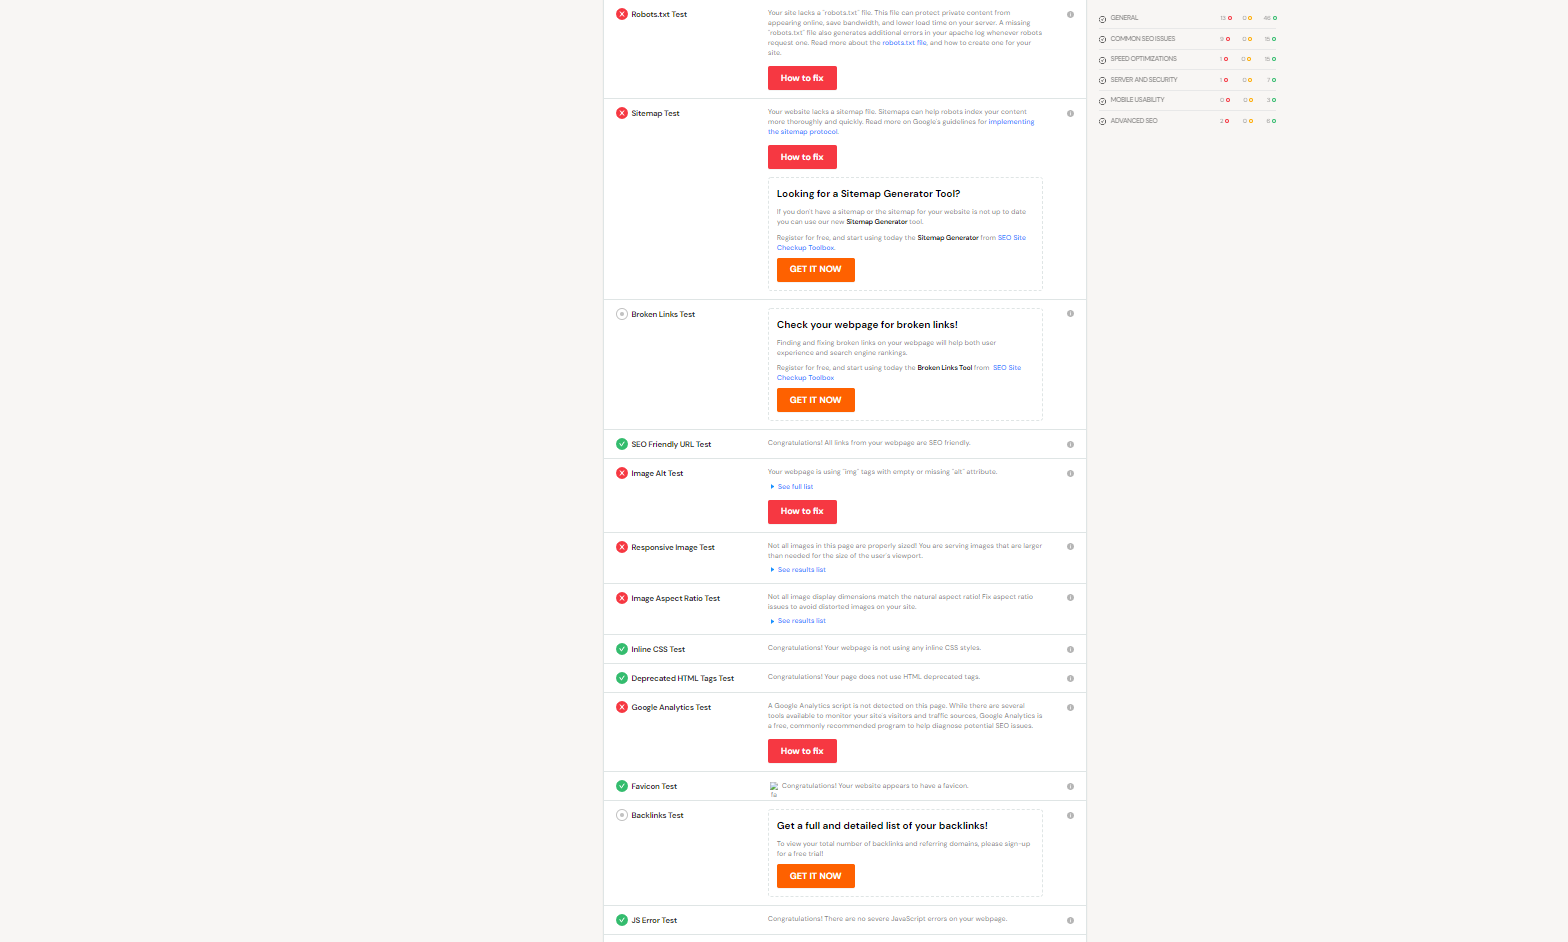 Robots.txt Test
Your site lacks a "robots.txt" file. This file can protect private content from
appearing online, save bandwidth, and lower load time on your server. A missing
"robots.txt" file also generates additional errors in your apache log whenever robots
request one. Read more about the robots.txt file, and how to create one for your
site.
How to fix
Sitemap Test
Your website lacks a sitemap file. Sitemaps can help robots index your content
more thoroughly and quickly. Read more on Google's guidelines for implementing
the sitemap protocol.
How to fix
Looking for a Sitemap Generator Tool?
If you don't have a sitemap or the sitemap for your website is not up to date
you can use our new Sitemap Generator tool.
Register for free, and start using today the Sitemap Generator from SEO Site
Checkup Toolbox.
GET IT NOW
Broken Links Test
Check your webpage for broken links!
Finding and fixing broken links on your webpage will help both user
experience and search engine rankings.
Register for free, and start using today the Broken Links Tool from SEO Site
Checkup Toolbox
GET IT NOW
SEO Friendly URL Test
Congratulations! All links from your webpage are SEO friendly.
Image Alt Test
Your webpage is using "img" tags with empty or missing "alt" attribute.
See full list
How to fix
Responsive Image Test
Not all images in this page are properly sized! You are serving images that are larger
than needed for the size of the user's viewport.
See results list
Image Aspect Ratio Test
Not all image display dimensions match the natural aspect ratio! Fix aspect ratio
issues to avoid distorted images on your site.
See results list
Inline CSS Test
Congratulations! Your webpage is not using any inline CSS styles.
Deprecated HTML Tags Test
Congratulations! Your page does not use HTML deprecated tags.
Google Analytics Test
A Google Analytics script is not detected on this page. While there are several
tools available to monitor your site's visitors and traffic sources, Google Analytics is
a free, commonly recommended program to help diagnose potential SEO issues.
How to fix
Favicon Test
Congratulations! Your website appears to have a favicon.
fa
Backlinks Test
Get a full and detailed list of your backlinks!
To view your total number of backlinks and referring domains, please sign-up
for a free trial!
GET IT NOW
JS Error Test
Congratulations! There are no severe JavaScript errors on your webpage.
GENERAL 13 0 46
COMMON SEO ISSUES 9 0 15
SPEED OPTIMIZATIONS 1 0 15
SERVER AND SECURITY 1 0 7
MOBILE USABILITY 0 0 3
ADVANCED SEO 2 0 6